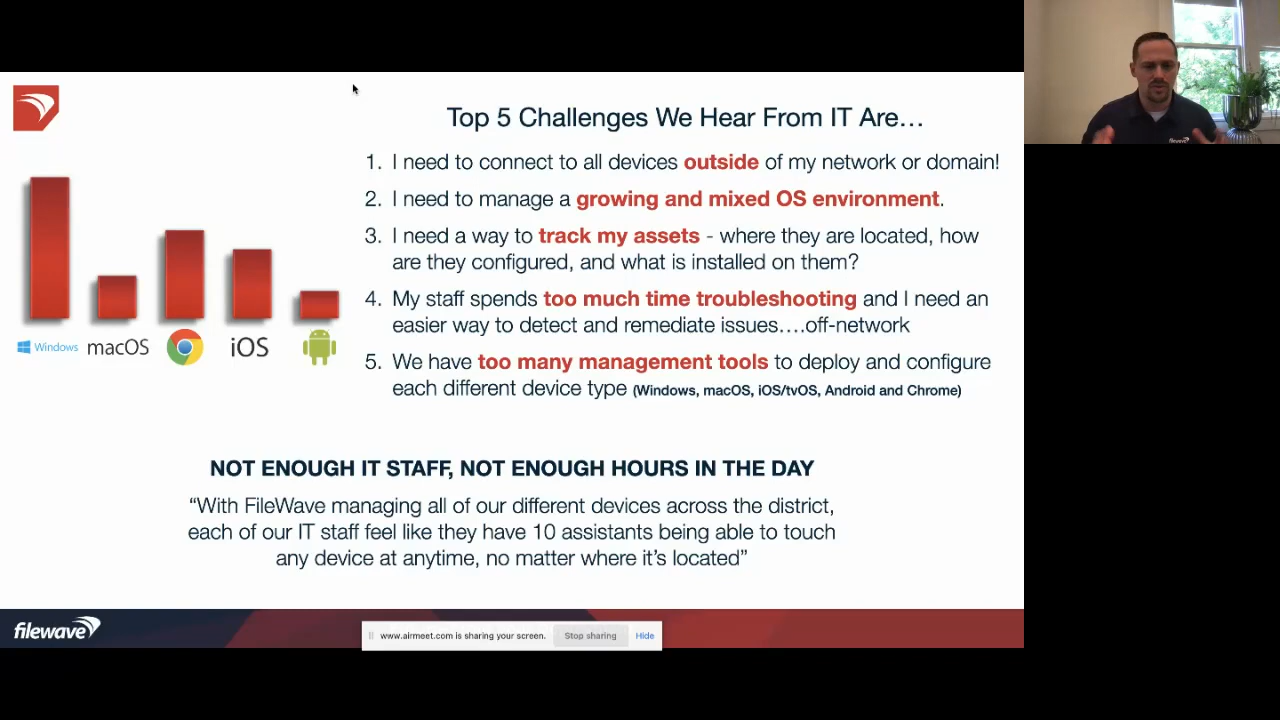 Top 5 Challenges We Hear From IT Are…
1. I need to connect to all devices outside of my network or domain!
2. I need to manage a growing and mixed OS environment.
3. I need a way to track my assets - where they are located, how
are they configured, and what is installed on them?
4. My staff spends too much time troubleshooting and I need an
easier way to detect and remediate issues….off-network
5. We have too many management tools to deploy and configure
each different device type (Windows, macOS, iOS/tvOS, Android and Chrome)
Windows macOS iOS
NOT ENOUGH IT STAFF, NOT ENOUGH HOURS IN THE DAY
“With FileWave managing all of our different devices across the district,
each of our IT staff feel like they have 10 assistants being able to touch
any device at anytime, no matter where it’s located”
filewave
www.airmeet.com is sharing your screen. Stop sharing Hide
filewave